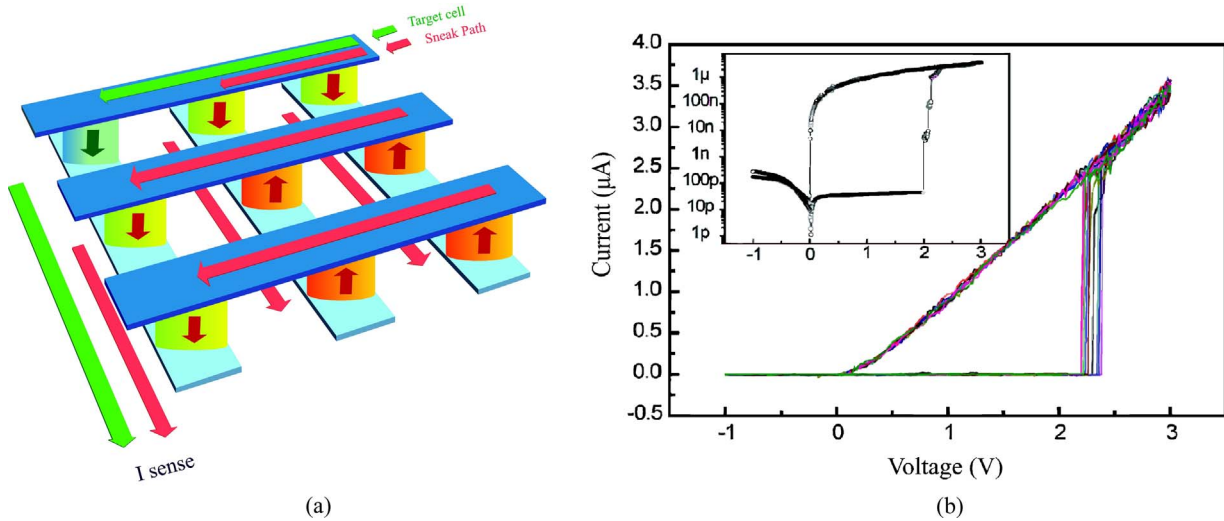 Target cell
Sneak Path
I sense
(a)
4.0
3.5
3.0
2.5
2.0
1.5
1.0
0.5
0.0
-0.5
Current (μA)
1μ
100n
10n
1n
100p
10p
1p
-1 0 1 2 3
-1 0 1 2 3
Voltage (V)
(b)